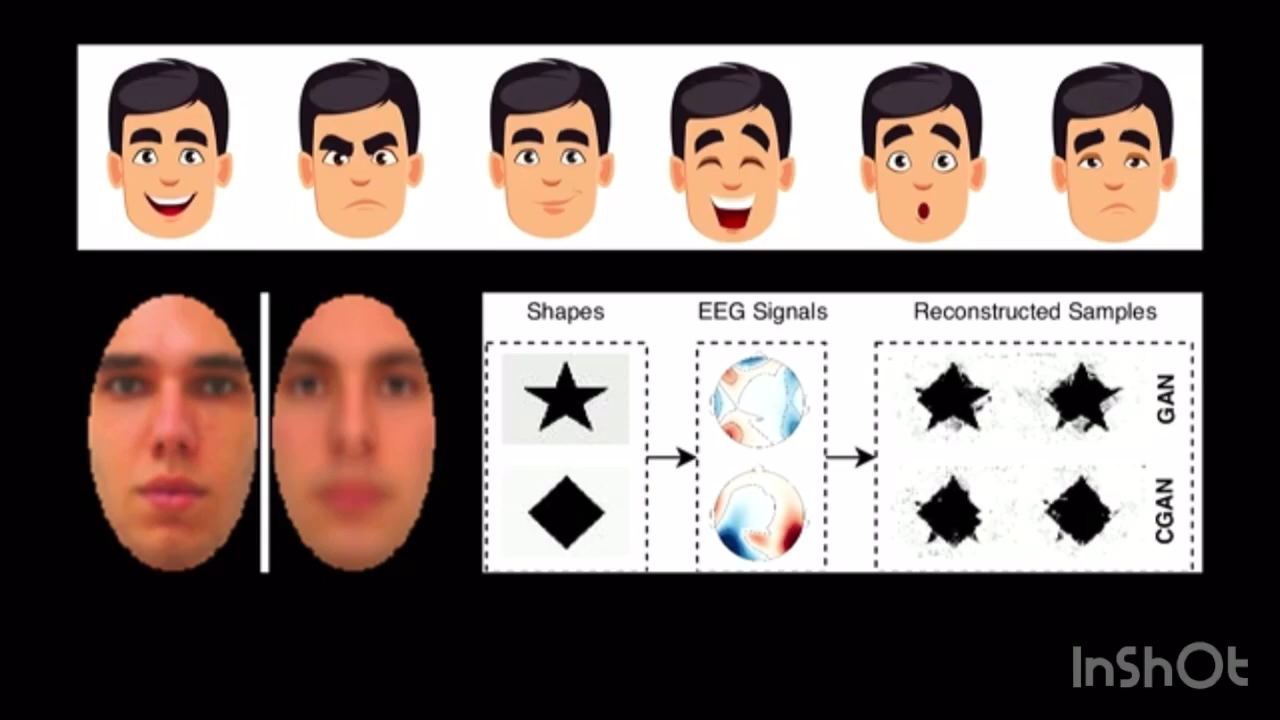 Shapes
EEG Signals
Reconstructed Samples
GAN
CGAN
InShOt